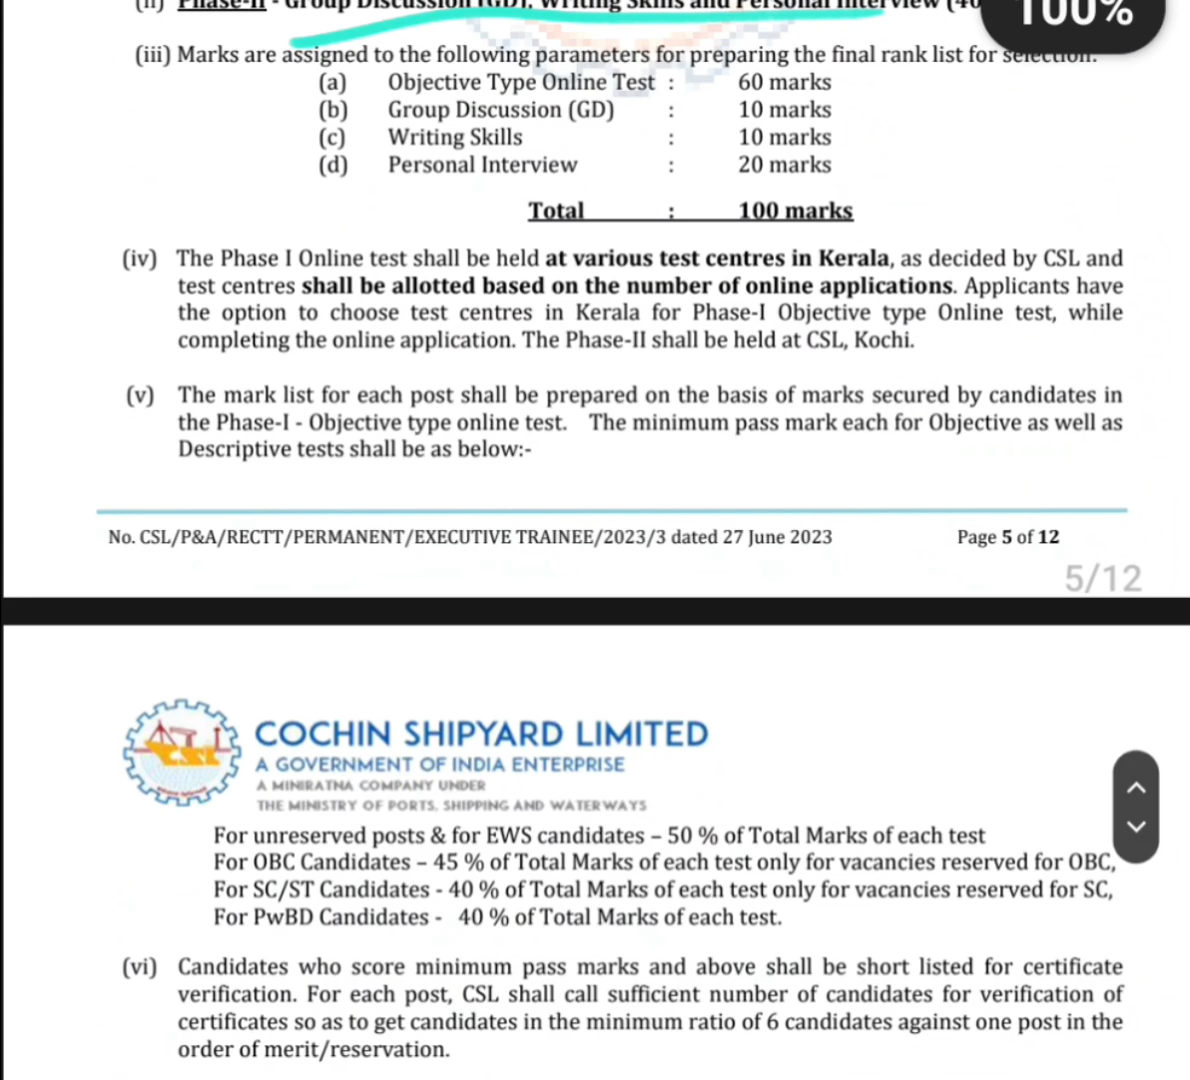 (ii) Phase-II - Group Discussion (GD), Writing Skills and Personal Interview (40
100%
(iii) Marks are assigned to the following parameters for preparing the final rank list for selection.
(a) Objective Type Online Test : 60 marks
(b) Group Discussion (GD) : 10 marks
(c) Writing Skills : 10 marks
(d) Personal Interview : 20 marks
Total : 100 marks
(iv) The Phase I Online test shall be held at various test centres in Kerala, as decided by CSL and
test centres shall be allotted based on the number of online applications. Applicants have
the option to choose test centres in Kerala for Phase-I Objective type Online test, while
completing the online application. The Phase-II shall be held at CSL, Kochi.
(v) The mark list for each post shall be prepared on the basis of marks secured by candidates in
the Phase-I - Objective type online test. The minimum pass mark each for Objective as well as
Descriptive tests shall be as below:-
No. CSL/P&A/RECTT/PERMANENT/EXECUTIVE TRAINEE/2023/3 dated 27 June 2023 Page 5 of 12
5/12
COCHIN SHIPYARD LIMITED
A GOVERNMENT OF INDIA ENTERPRISE
A MINIRATNA COMPANY UNDER
THE MINISTRY OF PORTS, SHIPPING AND WATERWAYS
For unreserved posts & for EWS candidates – 50 % of Total Marks of each test
For OBC Candidates – 45 % of Total Marks of each test only for vacancies reserved for OBC,
For SC/ST Candidates - 40 % of Total Marks of each test only for vacancies reserved for SC,
For PwBD Candidates - 40 % of Total Marks of each test.
(vi) Candidates who score minimum pass marks and above shall be short listed for certificate
verification. For each post, CSL shall call sufficient number of candidates for verification of
certificates so as to get candidates in the minimum ratio of 6 candidates against one post in the
order of merit/reservation.